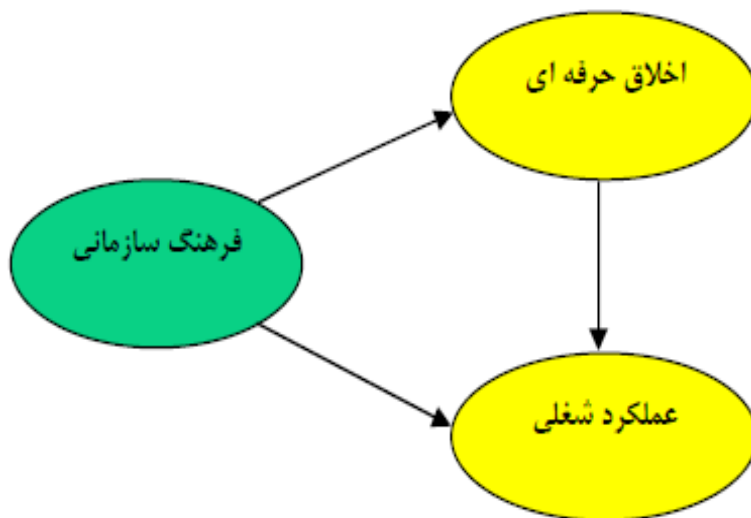 اخلاق حرفه ای
فرهنگ سازمانی
عملکرد شغلی